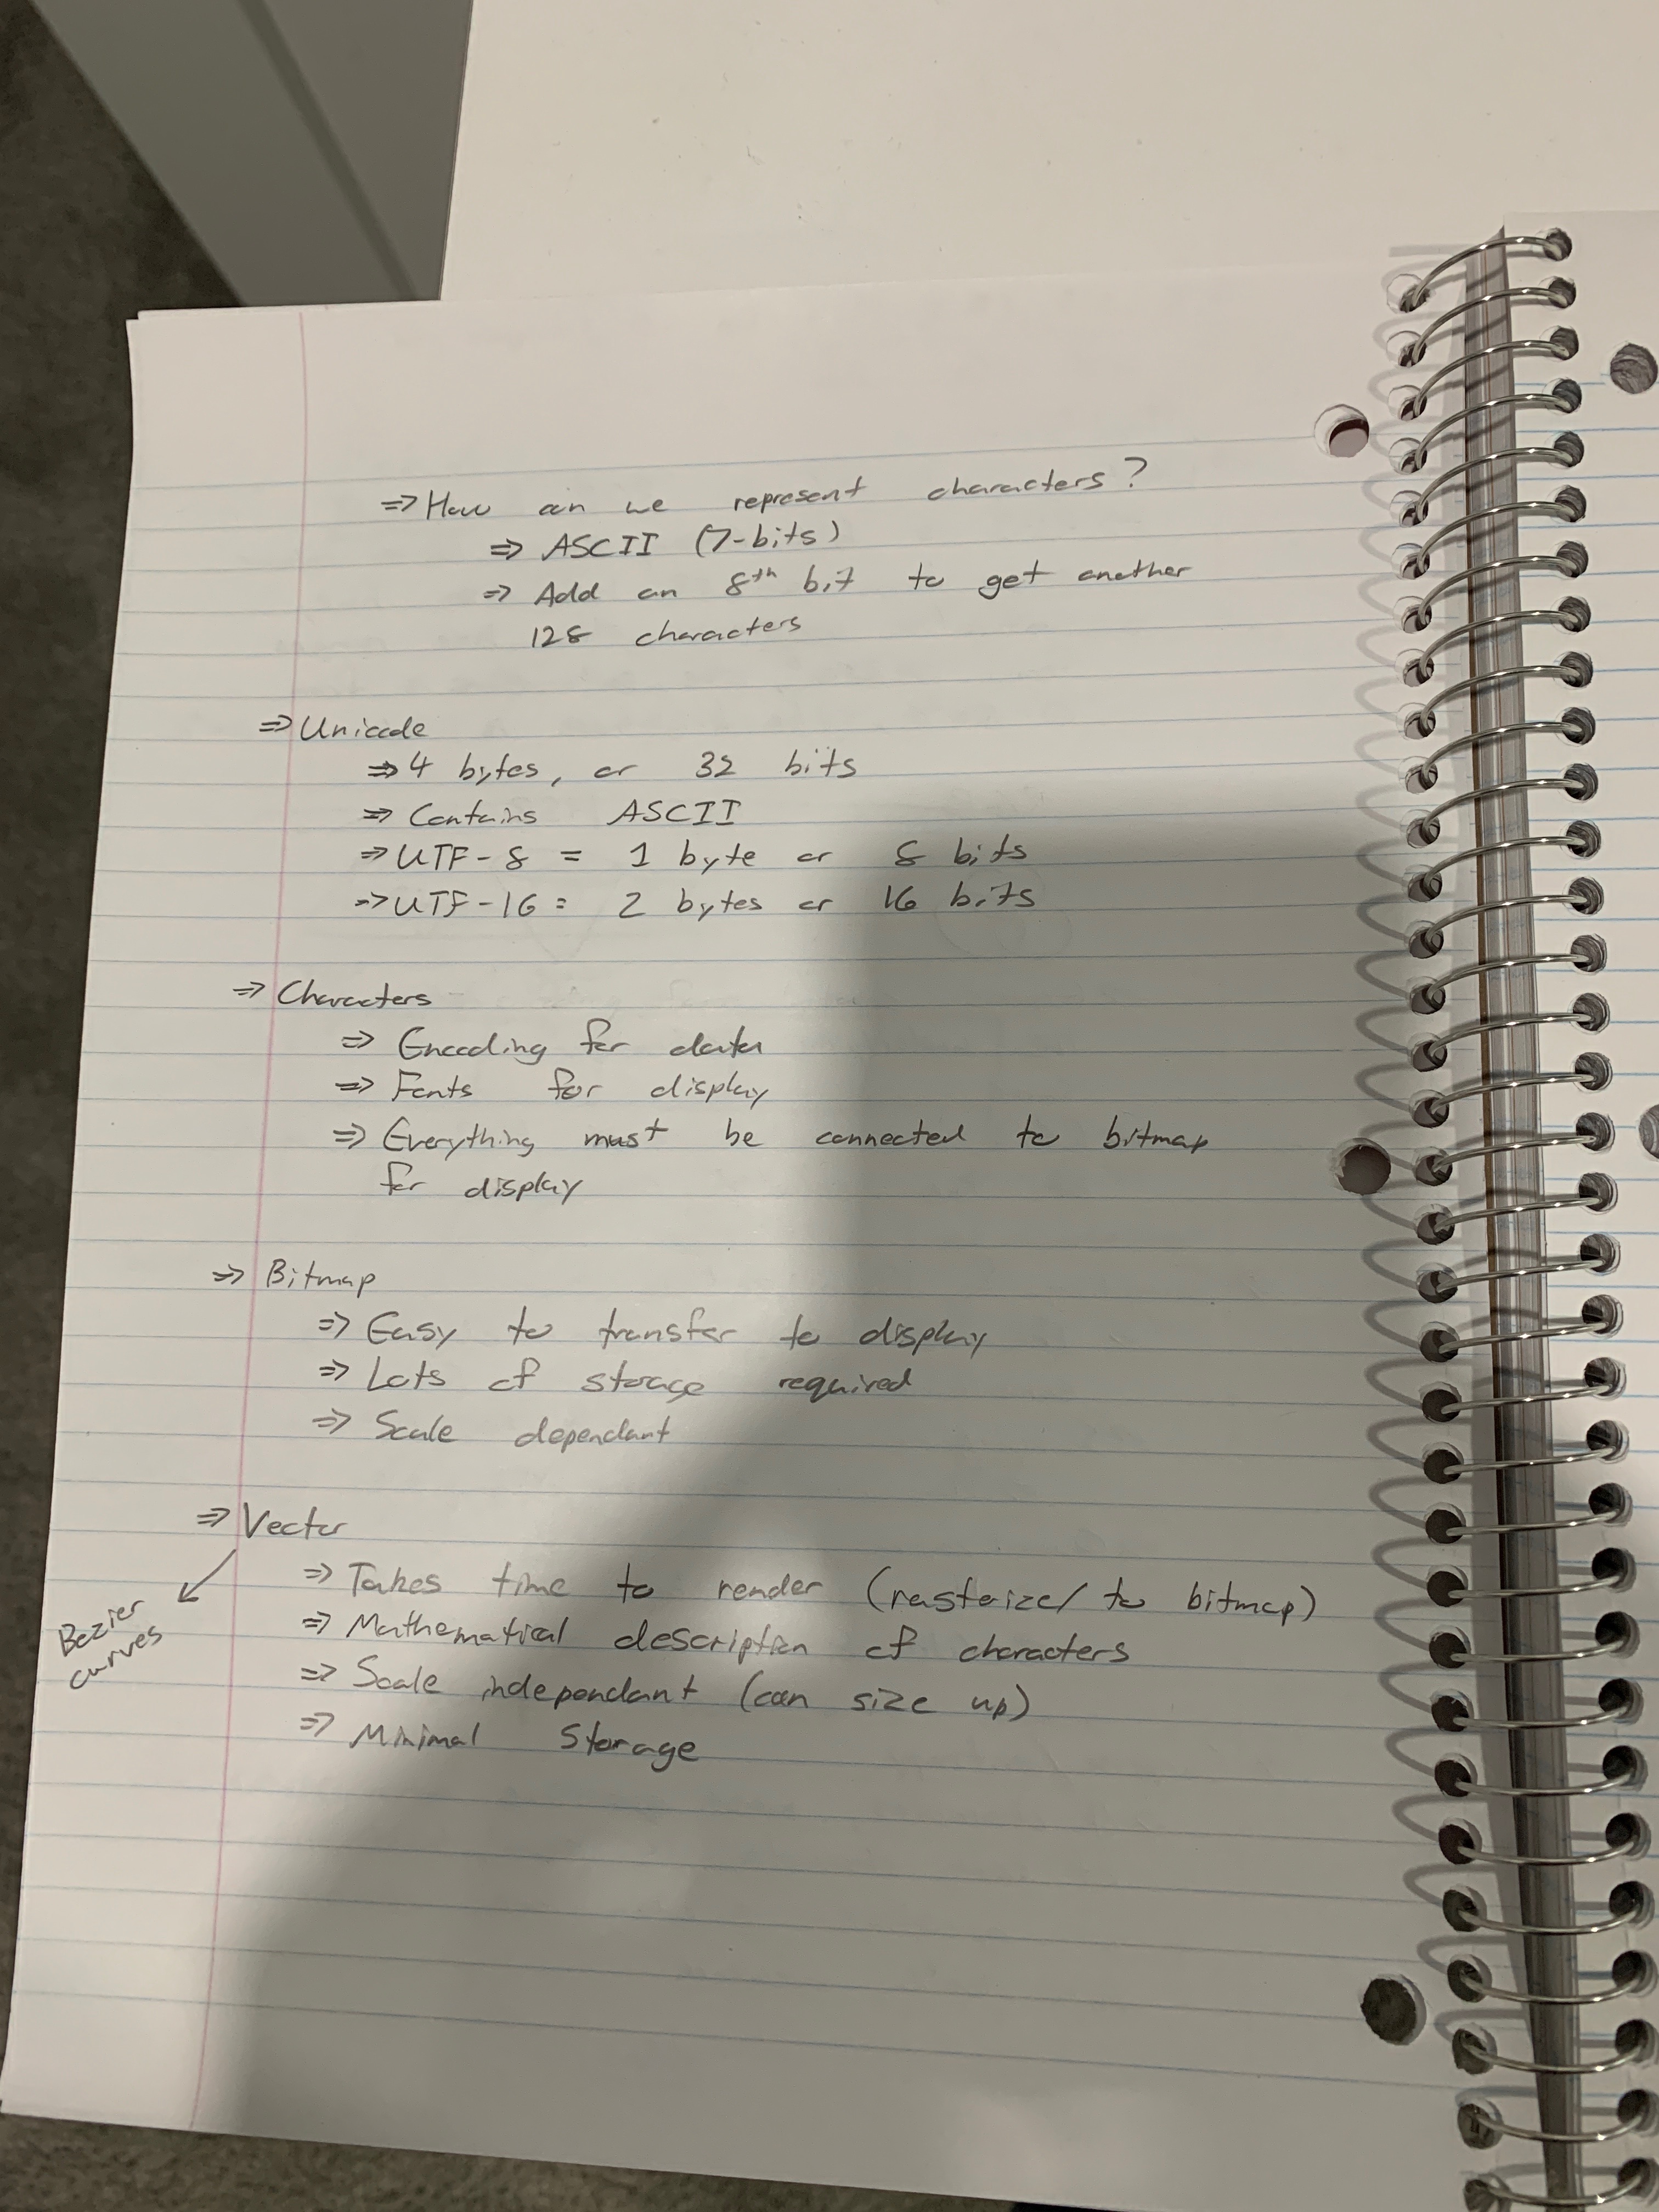 ⇒ How can we represent characters?
⇒ ASCII (7-bits)
⇒ Add an 8th bit to get another
128 characters
⇒ Unicode
⇒ 4 bytes, or 32 bits
⇒ Contains ASCII
⇒ UTF-8 = 1 byte or 8 bits
⇒ UTF-16 = 2 bytes or 16 bits
⇒ Characters
⇒ Encoding for data
⇒ Fonts for display
⇒ Everything must be connected to bitmap
for display
⇒ Bitmap
⇒ Easy to transfer to display
⇒ Lots of storage required
⇒ Scale dependant
⇒ Vector
Bezier
curves
⇒ Takes time to render (rasterize/ to bitmap)
⇒ Mathematical description of characters
⇒ Scale independant (can size up)
⇒ Minimal storage